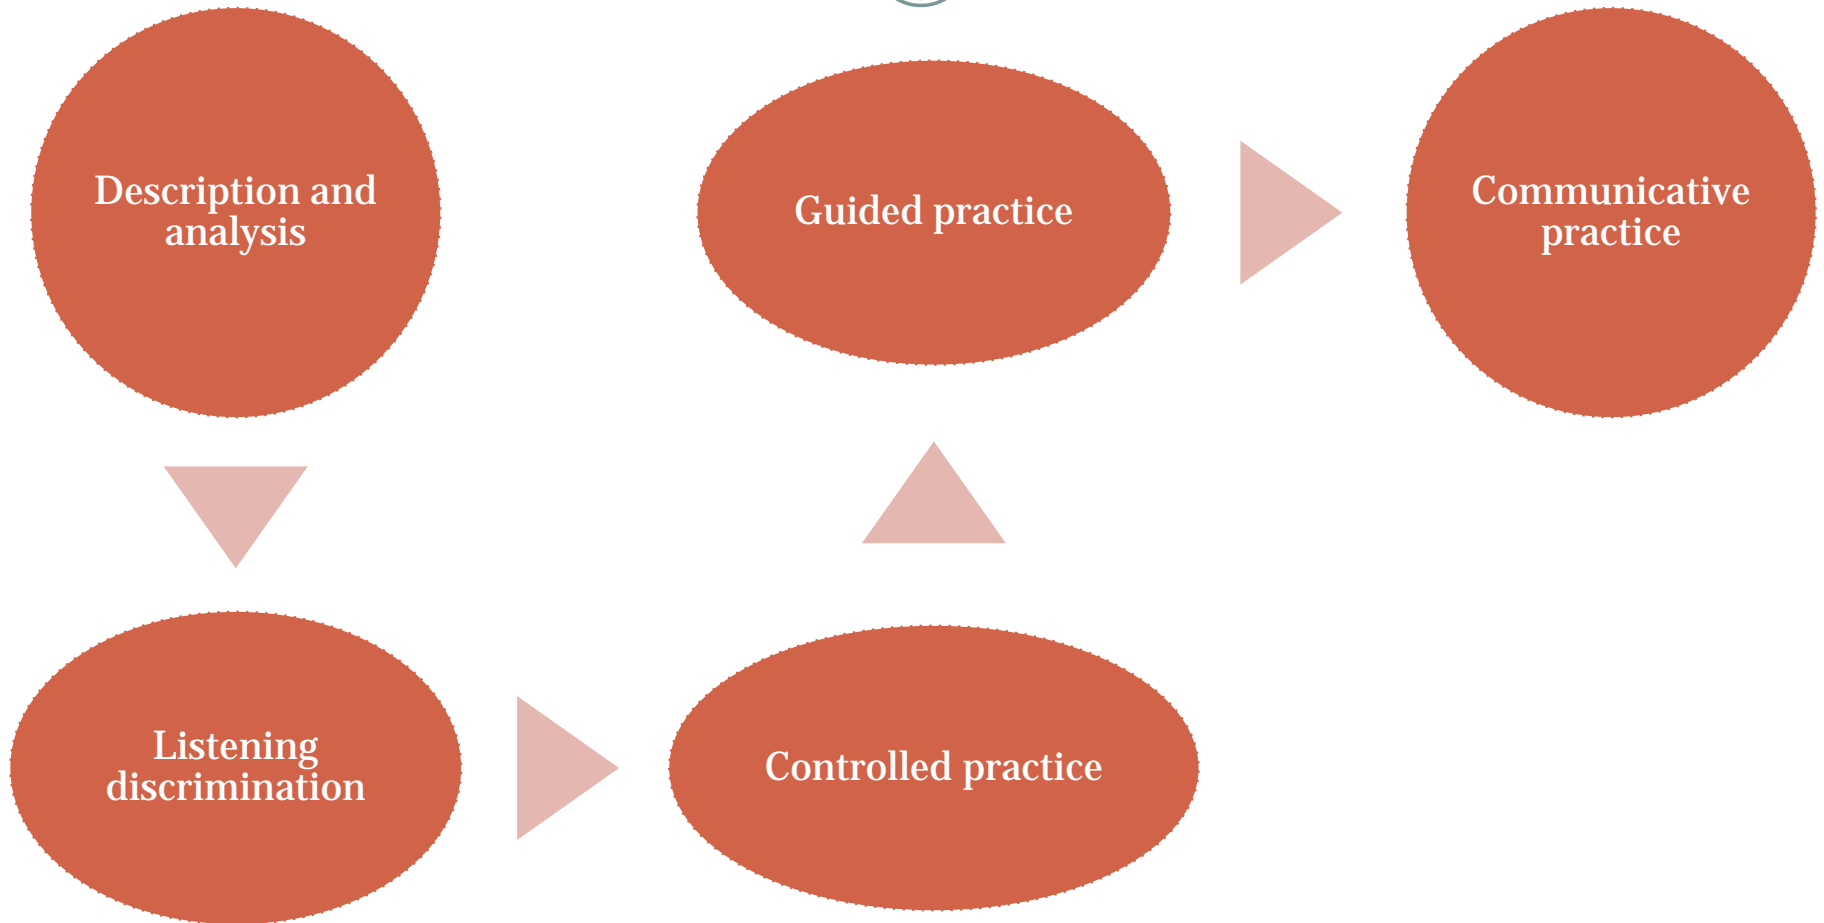 Description and
analysis
Listening
discrimination
Controlled practice
Guided practice
Communicative
practice